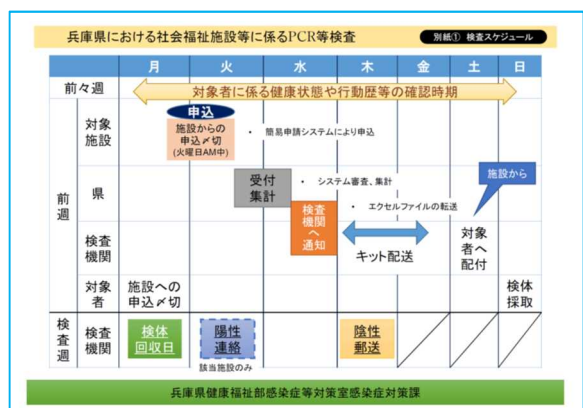 兵庫県における社会福祉施設等に係るPCR等検査
別紙① 検査スケジュール
月 火 水 木 金 土 日
前々週
対象者に係る健康状態や行動歴等の確認時期
前週
対象
施設
申込
施設からの
申込〆切
(火曜日AM中)
・ 簡易申請システムにより申込
県
受付
集計
・ システム審査、集計
施設から
検査
機関
検査
機関
へ
通知
・ エクセルファイルの転送
キット配送
対象
者へ
配付
対象
者
施設への
申込〆切
検体
採取
検査週
検査
機関
検体
回収日
陽性
連絡
該当施設のみ
陰性
郵送
兵庫県健康福祉部感染症等対策室感染症対策課